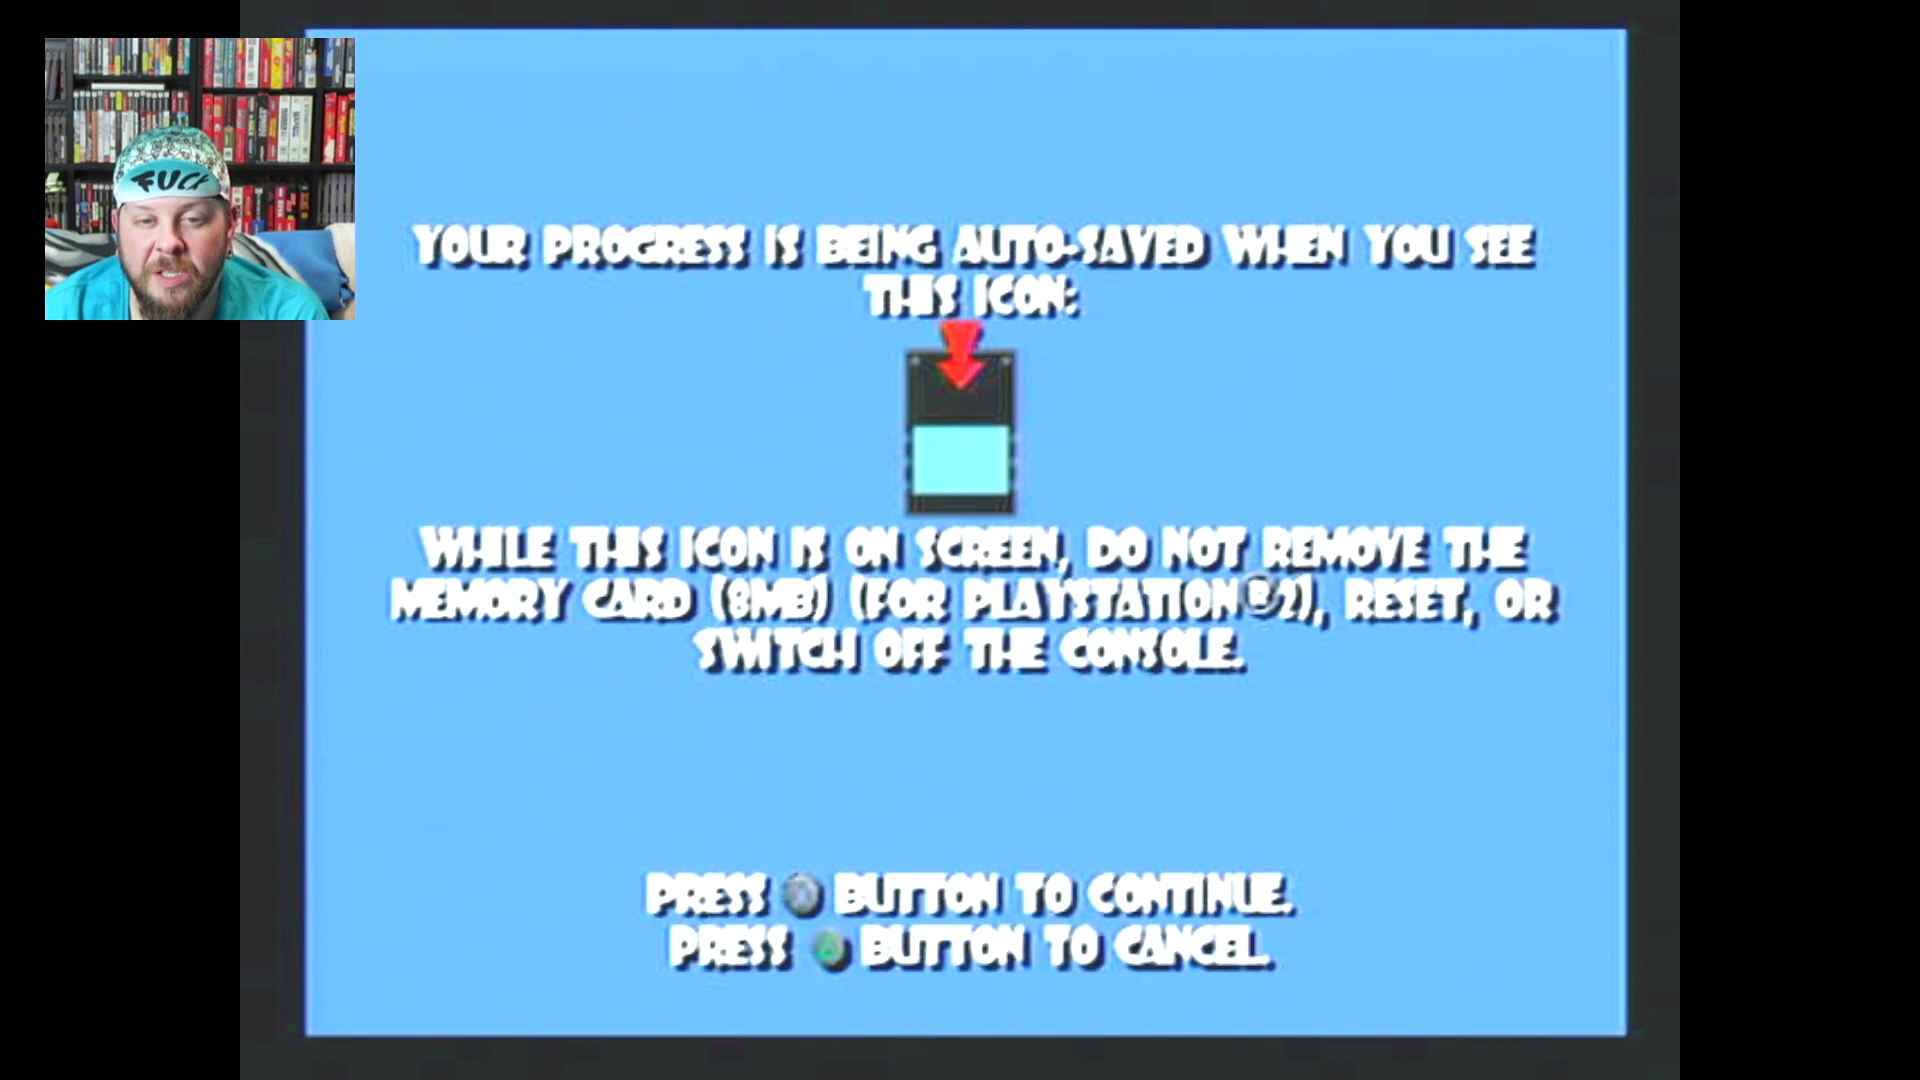 FUCK
YOUR PROGRESS IS BEING AUTO-SAVED WHEN YOU SEE
THIS ICON:
WHILE THIS ICON IS ON SCREEN, DO NOT REMOVE THE
MEMORY CARD (8MB) (FOR PLAYSTATION®2), RESET, OR
SWITCH OFF THE CONSOLE.
PRESS BUTTON TO CONTINUE.
PRESS BUTTON TO CANCEL.